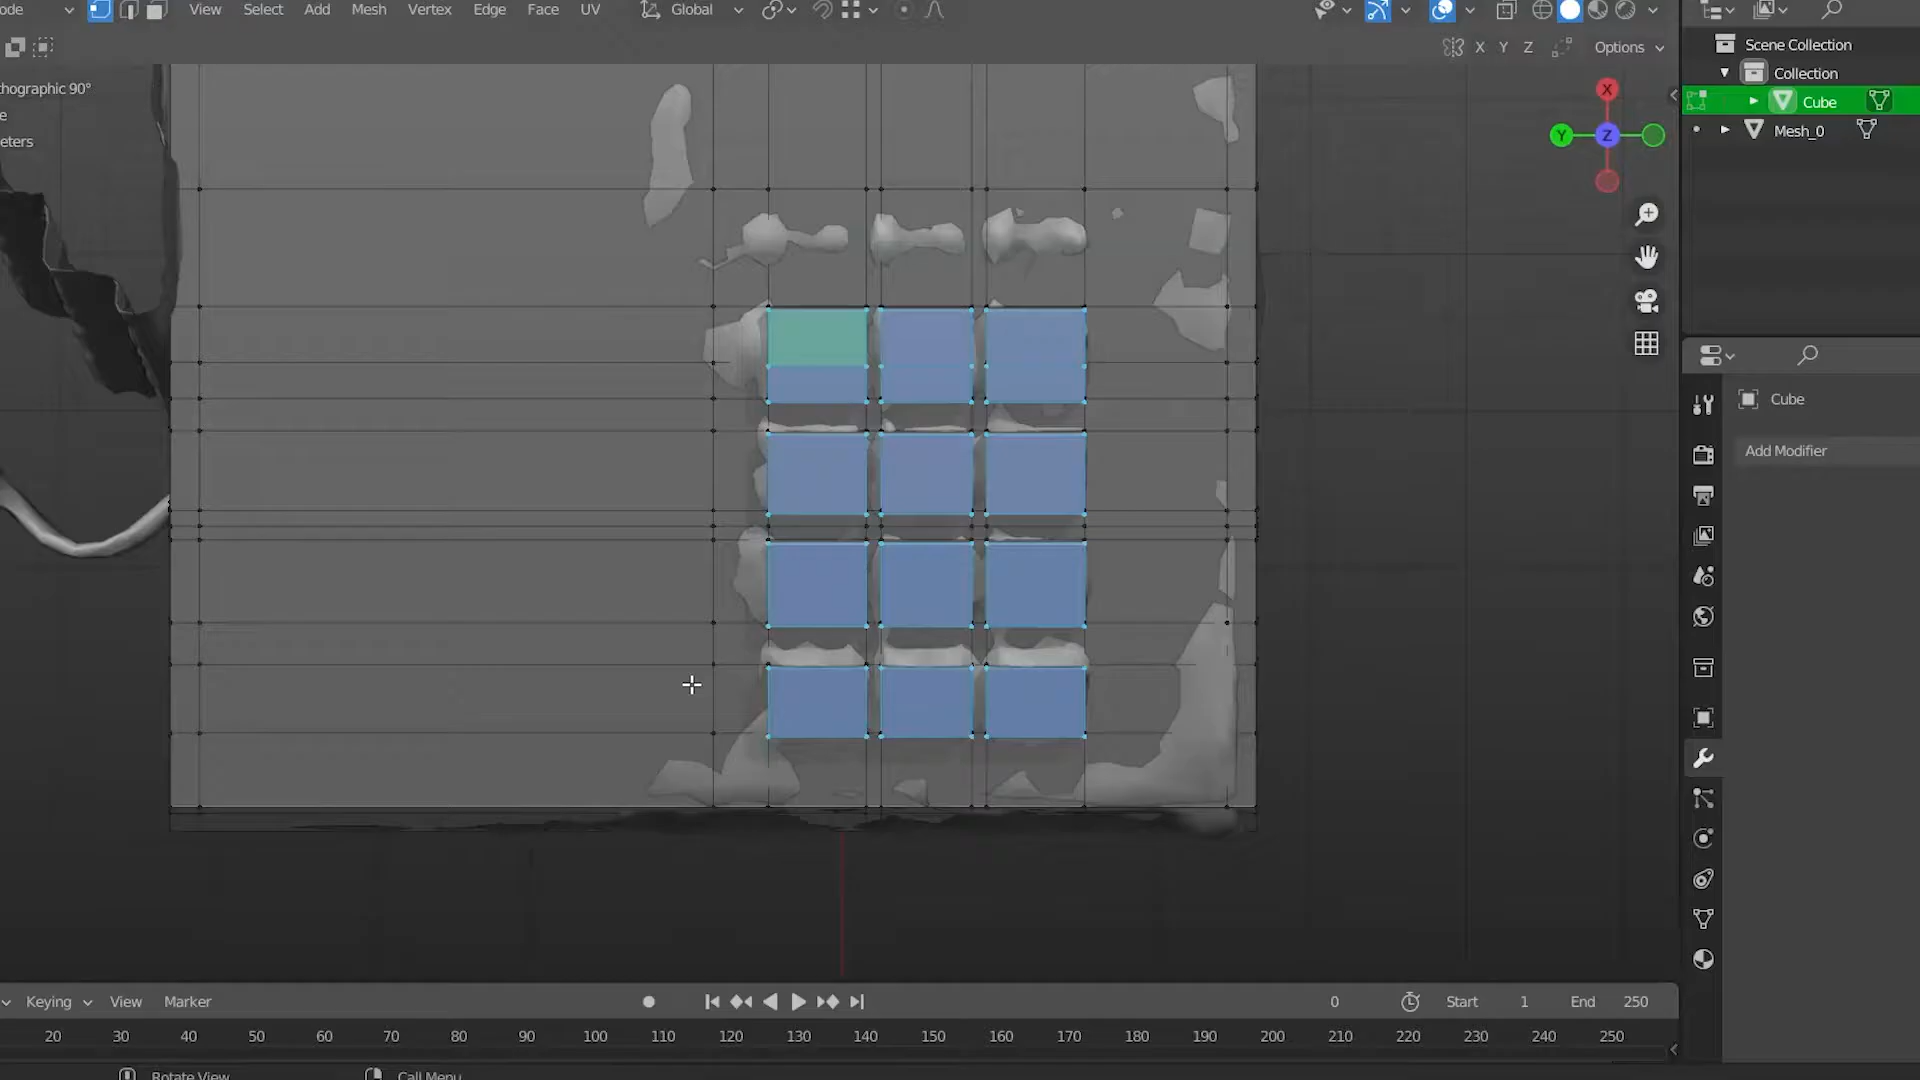 ode View Select Add Mesh Vertex Edge Face UV Global
X Y Z Options
Scene Collection
Collection
Cube
Mesh_0
thographic 90°
e
eters
X
Y
Z
Cube
Add Modifier
Keying View Marker 0 Start 1 End 250
20 30 40 50 60 70 80 90 100 110 120 130 140 150 160 170 180 190 200 210 220 230 240 250
Rotate View Call Menu